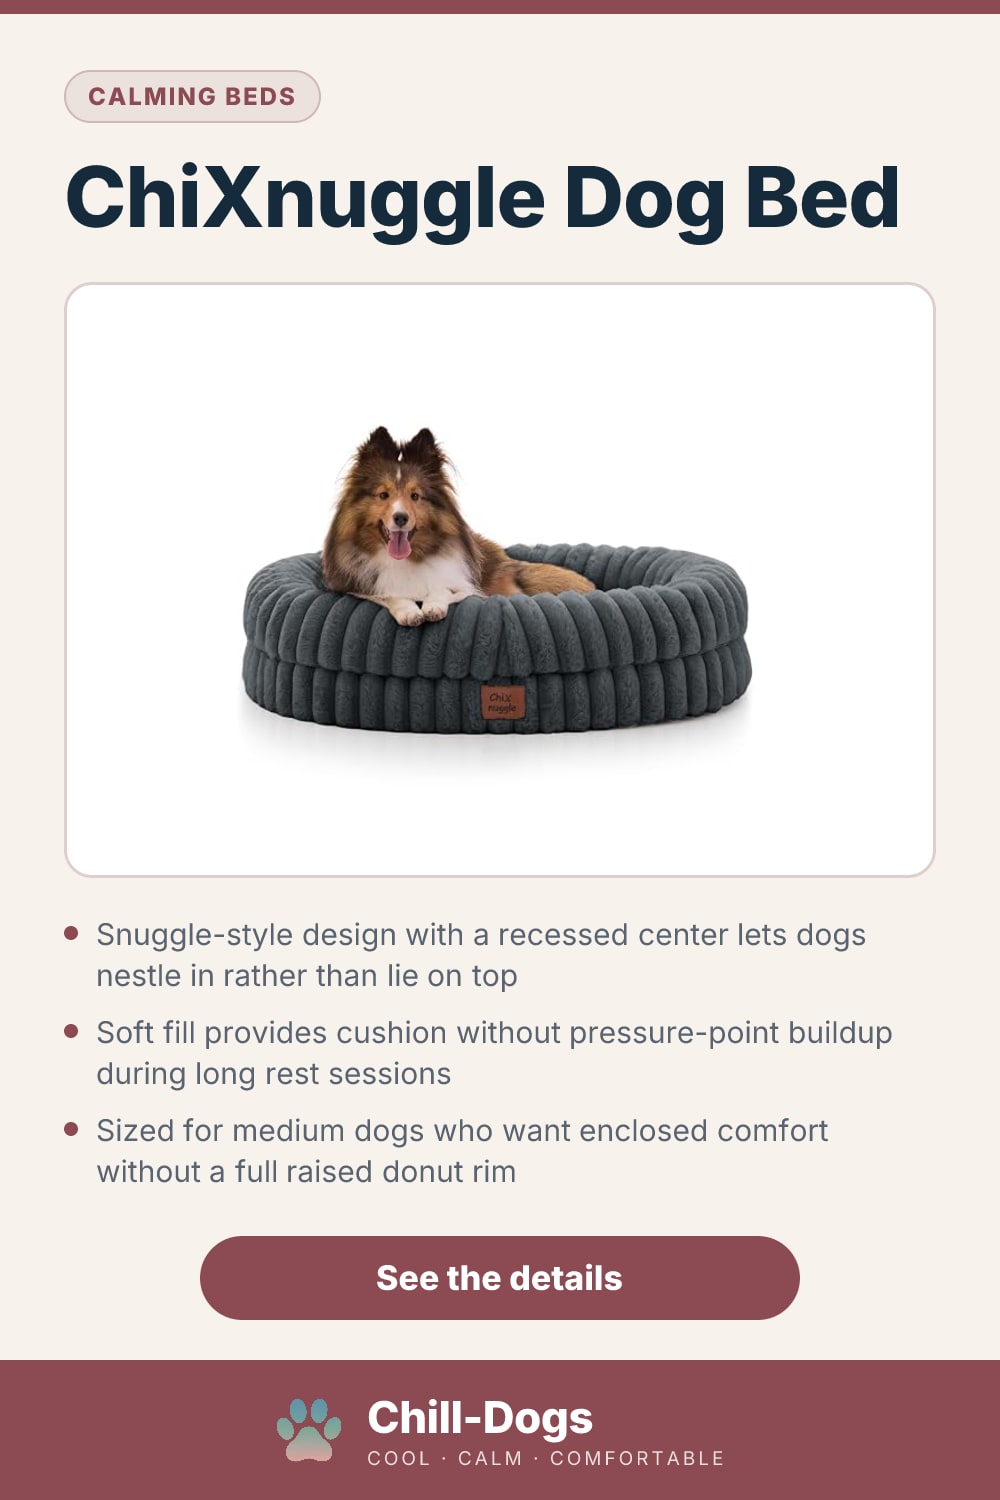 CALMING BEDS
ChiXnuggle Dog Bed
ChiX
nuggle
Snuggle-style design with a recessed center lets dogs
nestle in rather than lie on top
Soft fill provides cushion without pressure-point buildup
during long rest sessions
Sized for medium dogs who want enclosed comfort
without a full raised donut rim
See the details
Chill-Dogs
COOL · CALM · COMFORTABLE